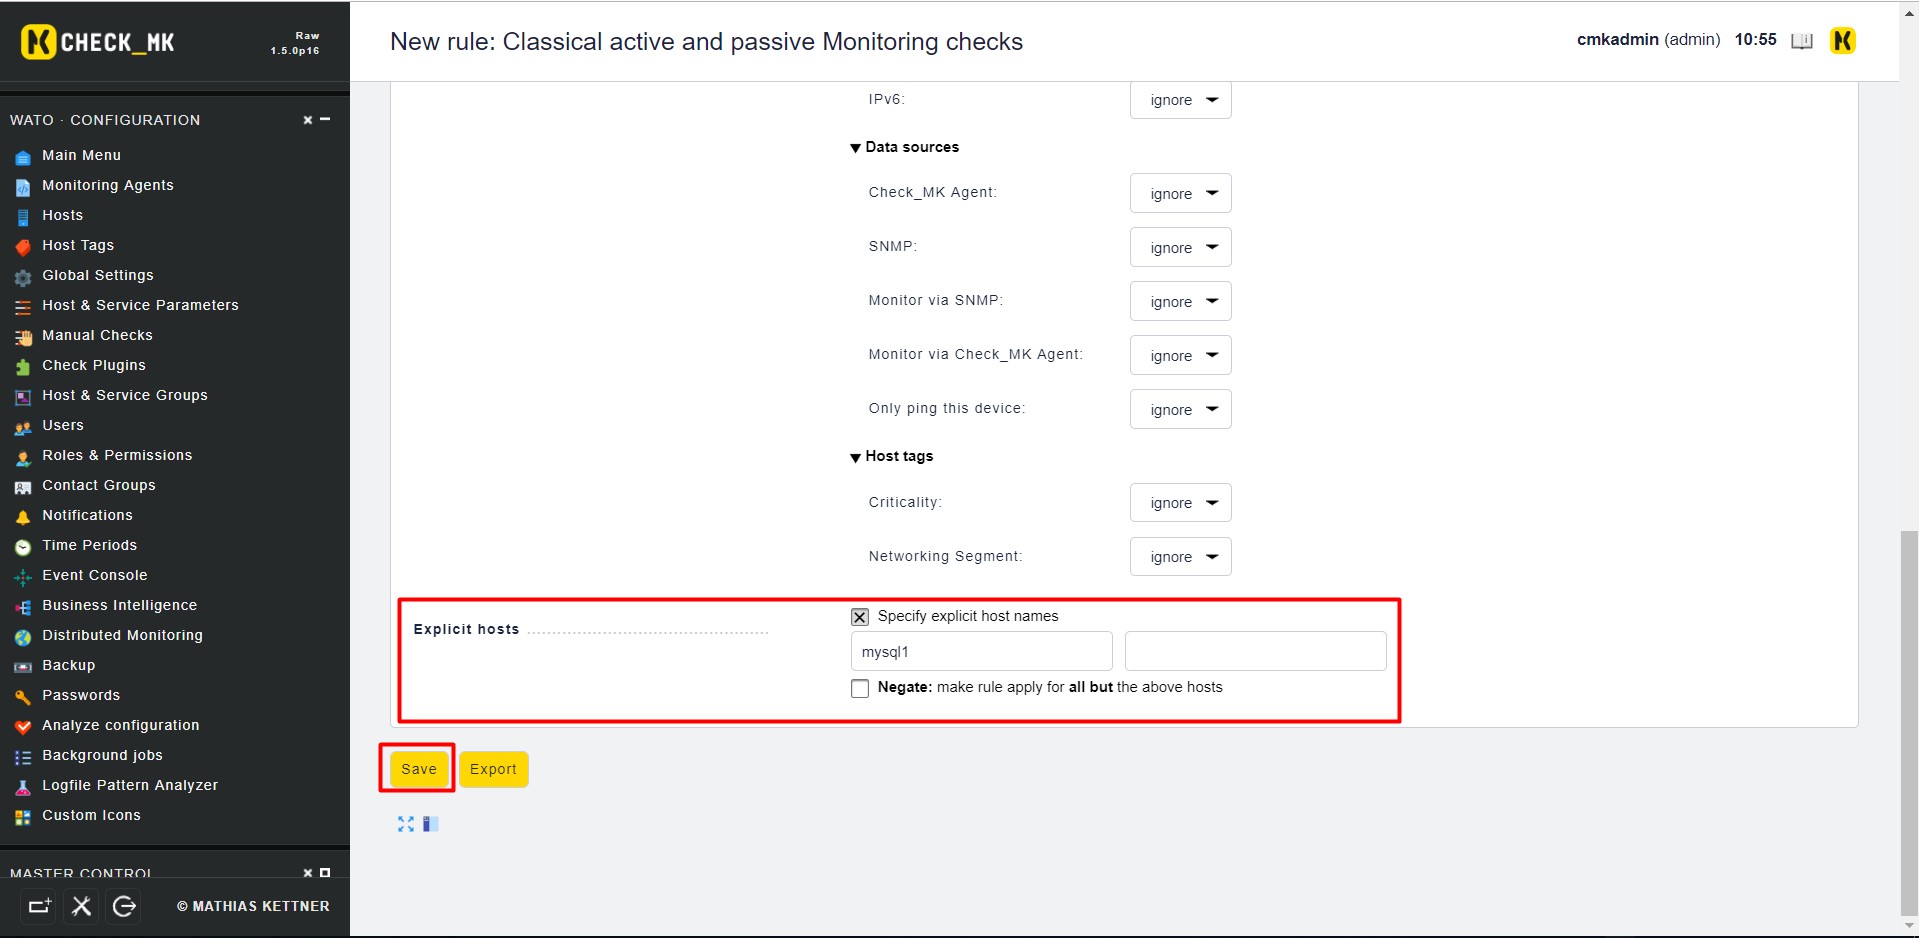 CHECK_MK
Raw
1.5.0p16
New rule: Classical active and passive Monitoring checks
cmkadmin (admin) 10:55
WATO · CONFIGURATION
Main Menu
Monitoring Agents
Hosts
Host Tags
Global Settings
Host & Service Parameters
Manual Checks
Check Plugins
Host & Service Groups
Users
Roles & Permissions
Contact Groups
Notifications
Time Periods
Event Console
Business Intelligence
Distributed Monitoring
Backup
Passwords
Analyze configuration
Background jobs
Logfile Pattern Analyzer
Custom Icons
MASTER CONTROL
© MATHIAS KETTNER
IPv6: ignore
Data sources
Check_MK Agent: ignore
SNMP: ignore
Monitor via SNMP: ignore
Monitor via Check_MK Agent: ignore
Only ping this device: ignore
Host tags
Criticality: ignore
Networking Segment: ignore
Explicit hosts
Specify explicit host names
mysql1
Negate: make rule apply for all but the above hosts
Save Export